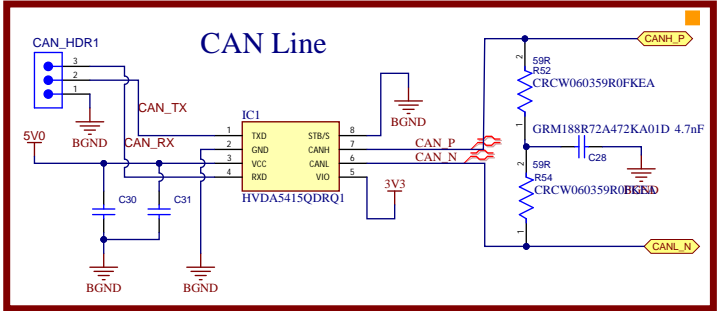 CAN Line
CAN_HDR1
3
2
1
BGND
CAN_TX
CAN_RX
5V0
C30
C31
BGND
BGND
IC1
1 TXD STB/S 8
2 GND CANH 7
3 VCC CANL 6
4 RXD VIO 5
HVDA5415QDRQ1
BGND
CAN_P
CAN_N
3V3
CANH_P
2
59R
R52
CRCW060359R0FKEA
1
GRM188R72A472KA01D 4.7nF
C28
BGND
2
59R
R54
CRCW060359R0FKEA
1
CANL_N